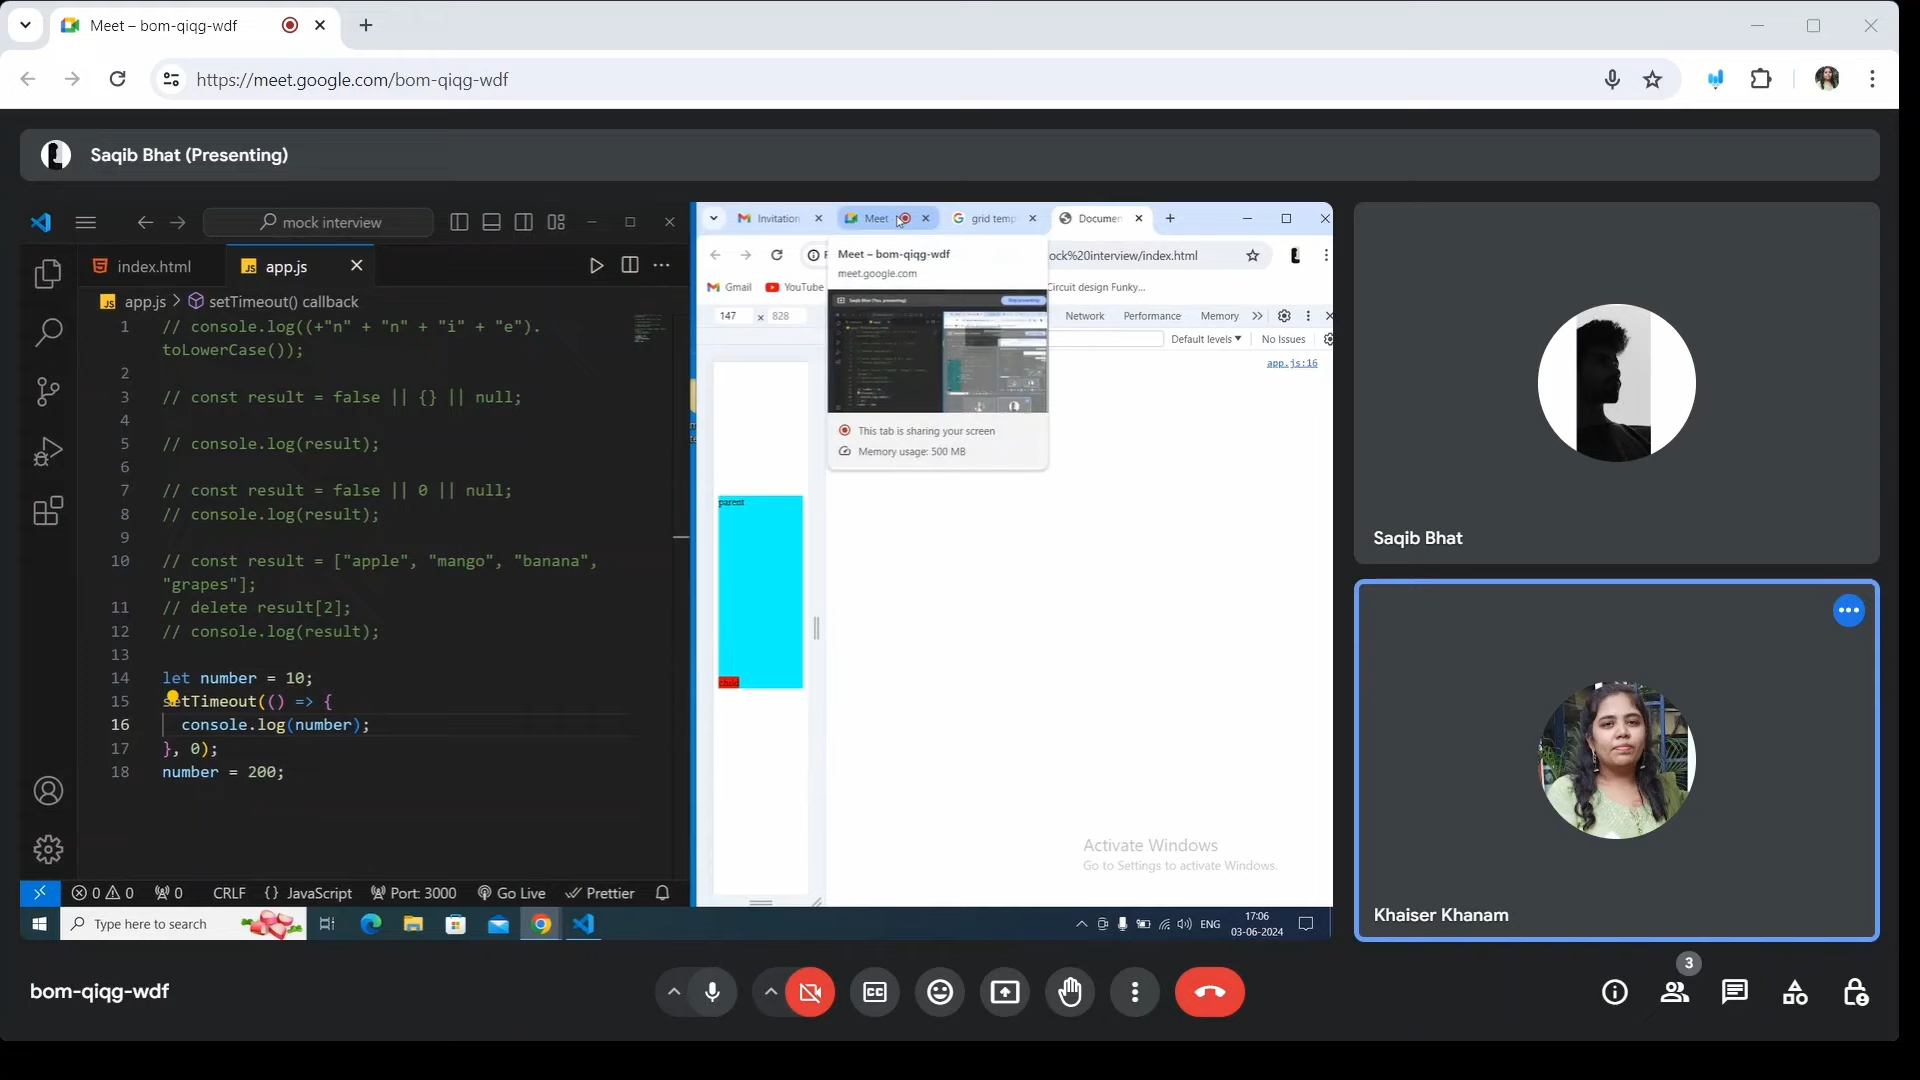 Meet – bom-qiqg-wdf
https://meet.google.com/bom-qiqg-wdf
Saqib Bhat (Presenting)
mock interview
index.html
app.js
app.js > setTimeout() callback
1 // console.log((+"n" + "n" + "i" + "e").
toLowerCase());
2
3 // const result = false || {} || null;
4
5 // console.log(result);
6
7 // const result = false || 0 || null;
8 // console.log(result);
9
10 // const result = ["apple", "mango", "banana",
"grapes"];
11 // delete result[2];
12 // console.log(result);
13
14 let number = 10;
15 setTimeout(() => {
16 console.log(number);
17 }, 0);
18 number = 200;
0 0 0 CRLF {} JavaScript Port: 3000 Go Live Prettier
Invitation
Meet
grid temp
Documen
ock%20interview/index.html
Gmail
YouTube
Circuit design Funky...
Meet – bom-qiqg-wdf
meet.google.com
This tab is sharing your screen
Memory usage: 500 MB
147 x 828
Network Performance Memory
Default levels No Issues
app.js:16
parent
child
Activate Windows
Go to Settings to activate Windows.
Type here to search
ENG
17:06
03-06-2024
Saqib Bhat
Khaiser Khanam
bom-qiqg-wdf
CC
3